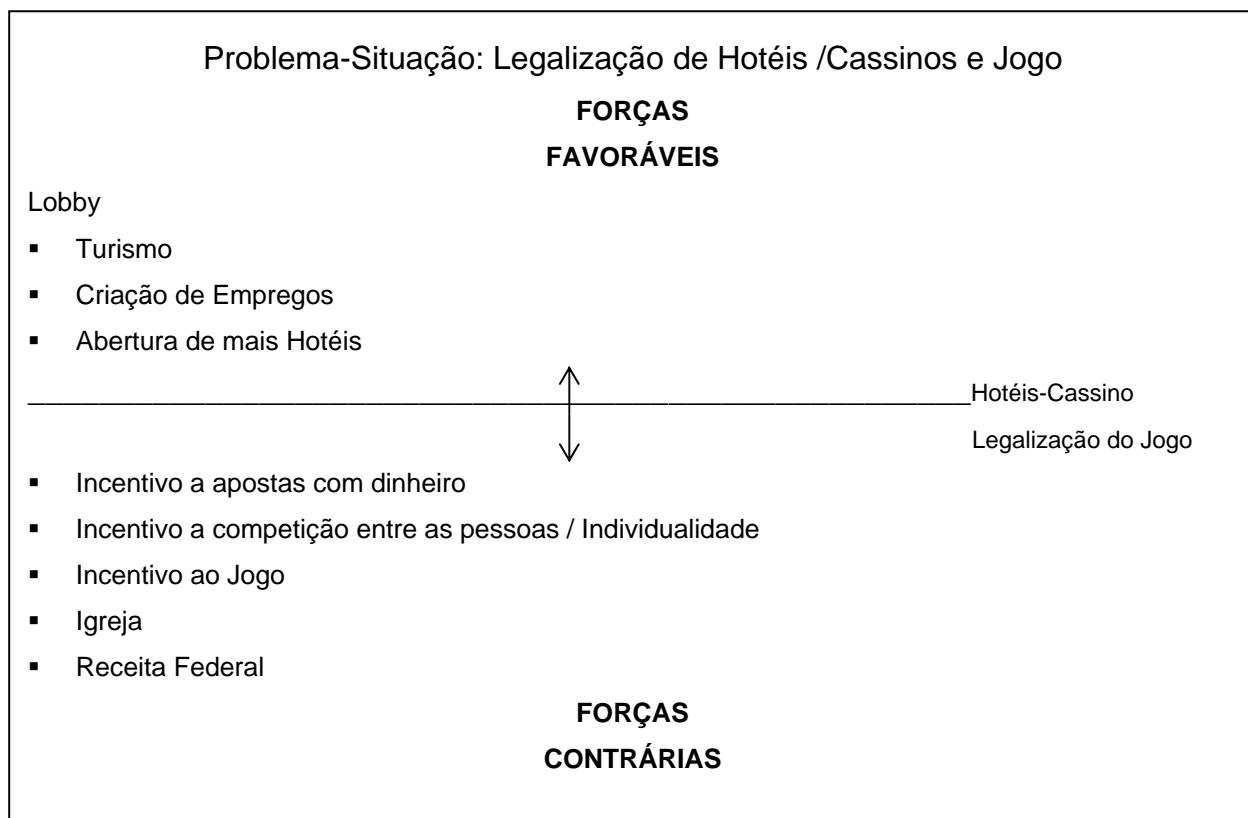 Problema-Situação: Legalização de Hotéis /Cassinos e Jogo
FORÇAS
FAVORÁVEIS
Lobby
▪ Turismo
▪ Criação de Empregos
▪ Abertura de mais Hotéis
Hotéis-Cassino
Legalização do Jogo
▪ Incentivo a apostas com dinheiro
▪ Incentivo a competição entre as pessoas / Individualidade
▪ Incentivo ao Jogo
▪ Igreja
▪ Receita Federal
FORÇAS
CONTRÁRIAS